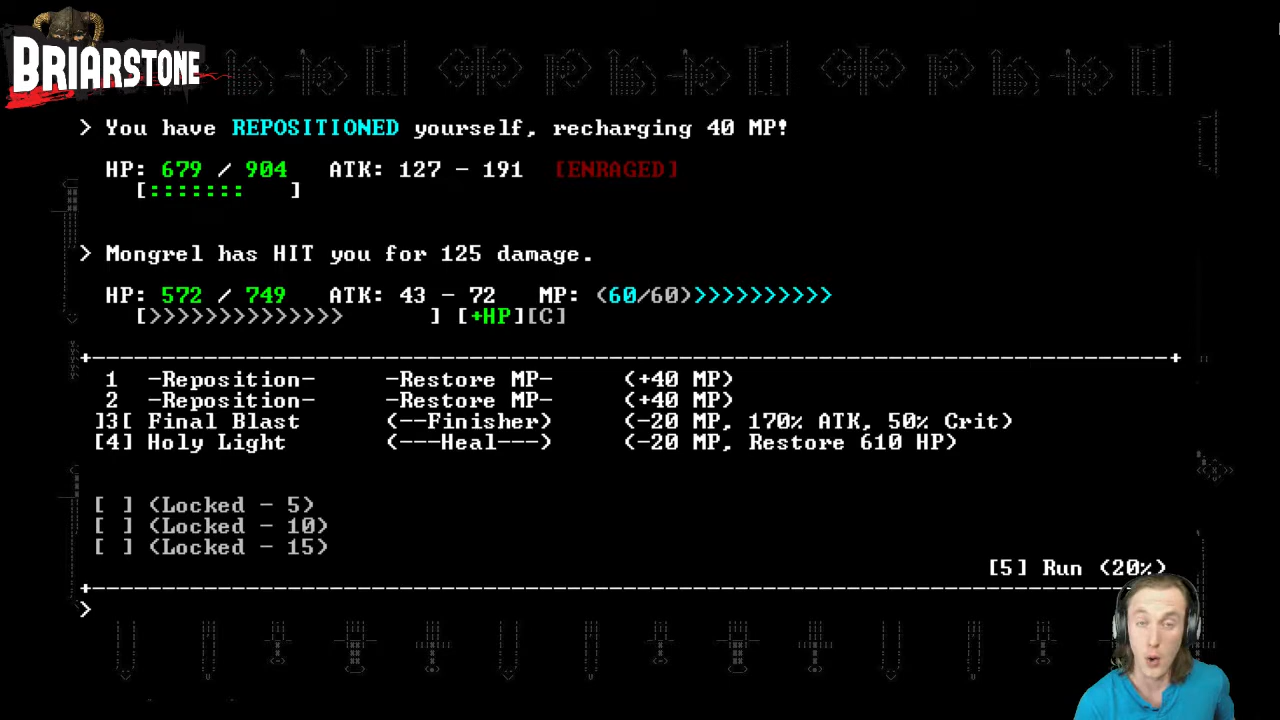 BRIARSTONE
> You have REPOSITIONED yourself, recharging 40 MP!
HP: 679 / 904 ATK: 127 - 191 [ENRAGED]
[::::::: ]
> Mongrel has HIT you for 125 damage.
HP: 572 / 749 ATK: 43 - 72 MP: (60/60)>>>>>>>>>>
[>>>>>>>>>>>>>> ] [+HP][C]
1 -Reposition- -Restore MP- (+40 MP)
2 -Reposition- -Restore MP- (+40 MP)
]3[ Final Blast (--Finisher) (-20 MP, 170% ATK, 50% Crit)
[4] Holy Light (---Heal---) (-20 MP, Restore 610 HP)
[ ] (Locked - 5)
[ ] (Locked - 10)
[ ] (Locked - 15)
[5] Run (20%)
>